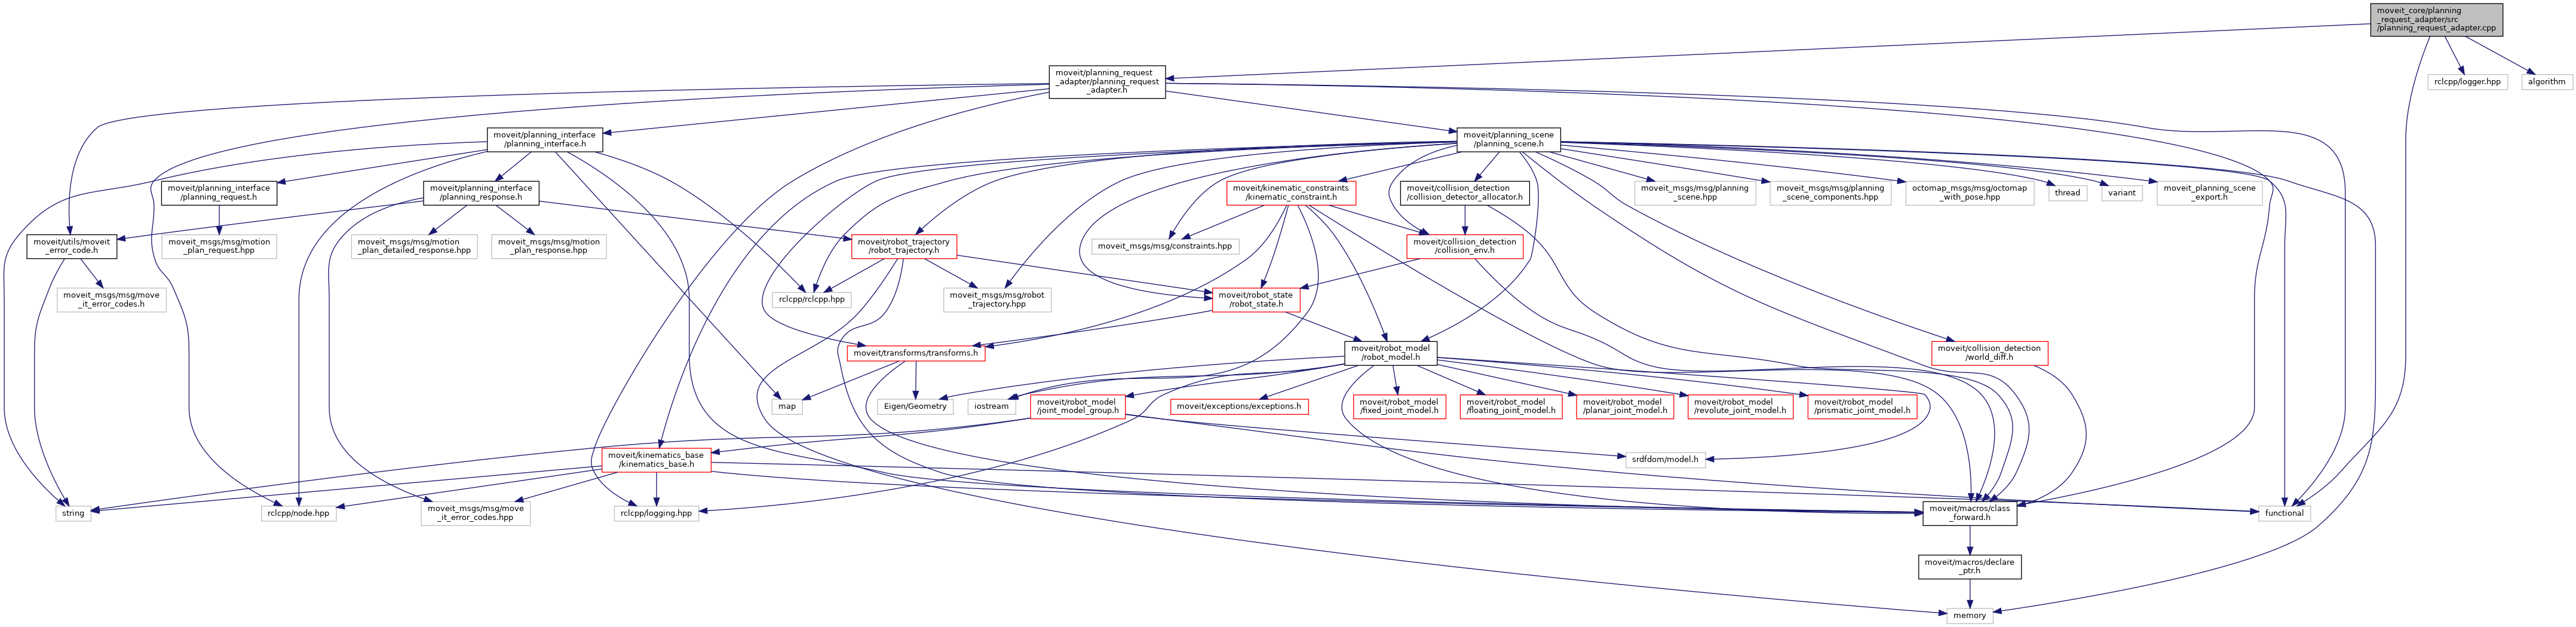 moveit_core/planning
_request_adapter/src
/planning_request_adapter.cpp
moveit/planning_request
_adapter/planning_request
_adapter.h
rclcpp/logger.hpp
algorithm
moveit/planning_interface
/planning_interface.h
moveit/planning_scene
/planning_scene.h
moveit/planning_interface
/planning_request.h
moveit/planning_interface
/planning_response.h
moveit/kinematic_constraints
/kinematic_constraint.h
moveit/collision_detection
/collision_detector_allocator.h
moveit_msgs/msg/planning
_scene.hpp
moveit_msgs/msg/planning
_scene_components.hpp
octomap_msgs/msg/octomap
_with_pose.hpp
thread
variant
moveit_planning_scene
_export.h
moveit/utils/moveit
_error_code.h
moveit_msgs/msg/motion
_plan_request.hpp
moveit_msgs/msg/motion
_plan_detailed_response.hpp
moveit_msgs/msg/motion
_plan_response.hpp
moveit/robot_trajectory
/robot_trajectory.h
moveit_msgs/msg/constraints.hpp
moveit/collision_detection
/collision_env.h
moveit_msgs/msg/move
_it_error_codes.h
rclcpp/rclcpp.hpp
moveit_msgs/msg/robot
_trajectory.hpp
moveit/robot_state
/robot_state.h
moveit/transforms/transforms.h
moveit/robot_model
/robot_model.h
moveit/collision_detection
/world_diff.h
map
Eigen/Geometry
iostream
moveit/robot_model
/joint_model_group.h
moveit/exceptions/exceptions.h
moveit/robot_model
/fixed_joint_model.h
moveit/robot_model
/floating_joint_model.h
moveit/robot_model
/planar_joint_model.h
moveit/robot_model
/revolute_joint_model.h
moveit/robot_model
/prismatic_joint_model.h
moveit/kinematics_base
/kinematics_base.h
srdfdom/model.h
string
rclcpp/node.hpp
moveit_msgs/msg/move
_it_error_codes.hpp
rclcpp/logging.hpp
moveit/macros/class
_forward.h
functional
moveit/macros/declare
_ptr.h
memory